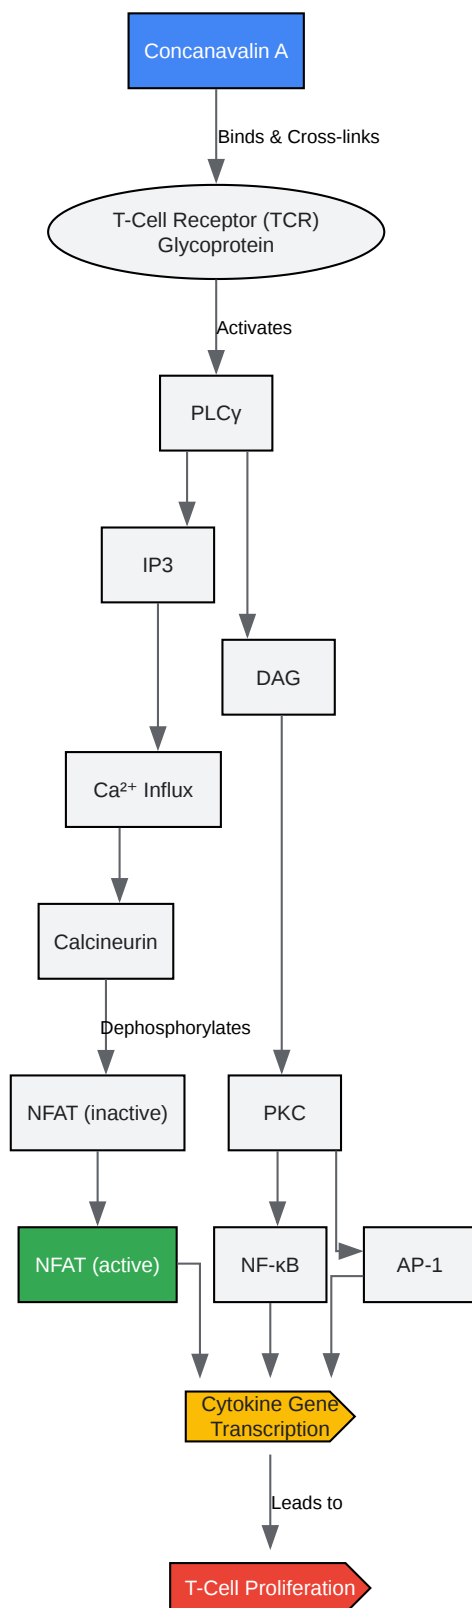 Concanavalin A
Binds & Cross-links
T-Cell Receptor (TCR)
Glycoprotein
Activates
PLCγ
IP3
DAG
Ca²⁺ Influx
Calcineurin
Dephosphorylates
NFAT (inactive)
PKC
NFAT (active)
NF-κB
AP-1
Cytokine Gene
Transcription
Leads to
T-Cell Proliferation